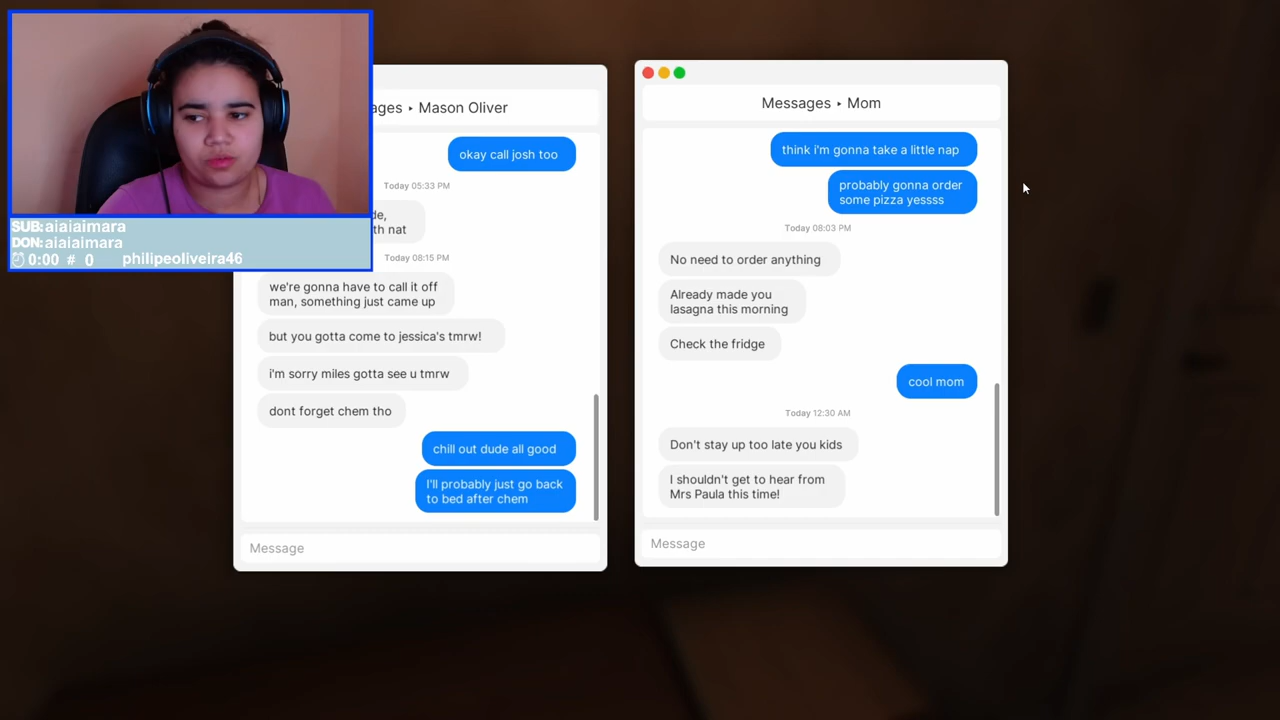 SUB:aiaiaimara
DON:aiaiaimara
0:00 # 0 philipeoliveira46
ages ▸ Mason Oliver
okay call josh too
Today 05:33 PM
de,
th nat
Today 08:15 PM
we're gonna have to call it off
man, something just came up
but you gotta come to jessica's tmrw!
i'm sorry miles gotta see u tmrw
dont forget chem tho
chill out dude all good
I'll probably just go back
to bed after chem
Message
Messages ▸ Mom
think i'm gonna take a little nap
probably gonna order
some pizza yessss
Today 08:03 PM
No need to order anything
Already made you
lasagna this morning
Check the fridge
cool mom
Today 12:30 AM
Don't stay up too late you kids
I shouldn't get to hear from
Mrs Paula this time!
Message